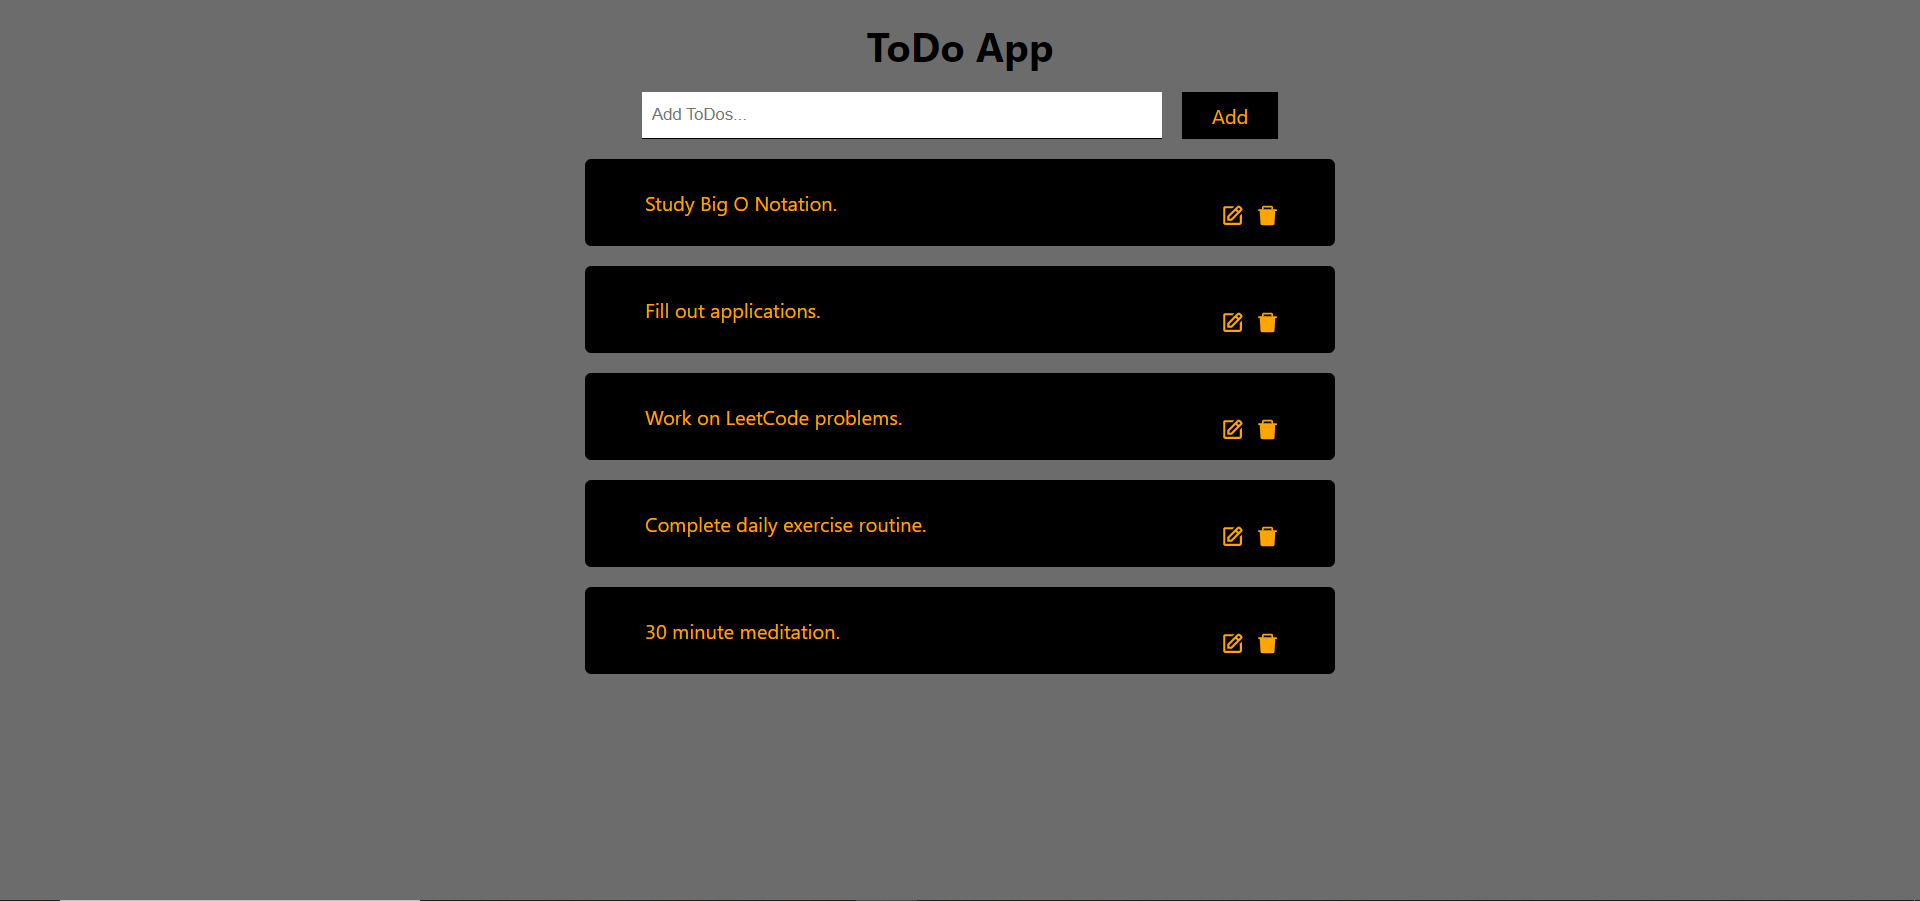 ToDo App
Add ToDos...
Add
Study Big O Notation.
Fill out applications.
Work on LeetCode problems.
Complete daily exercise routine.
30 minute meditation.